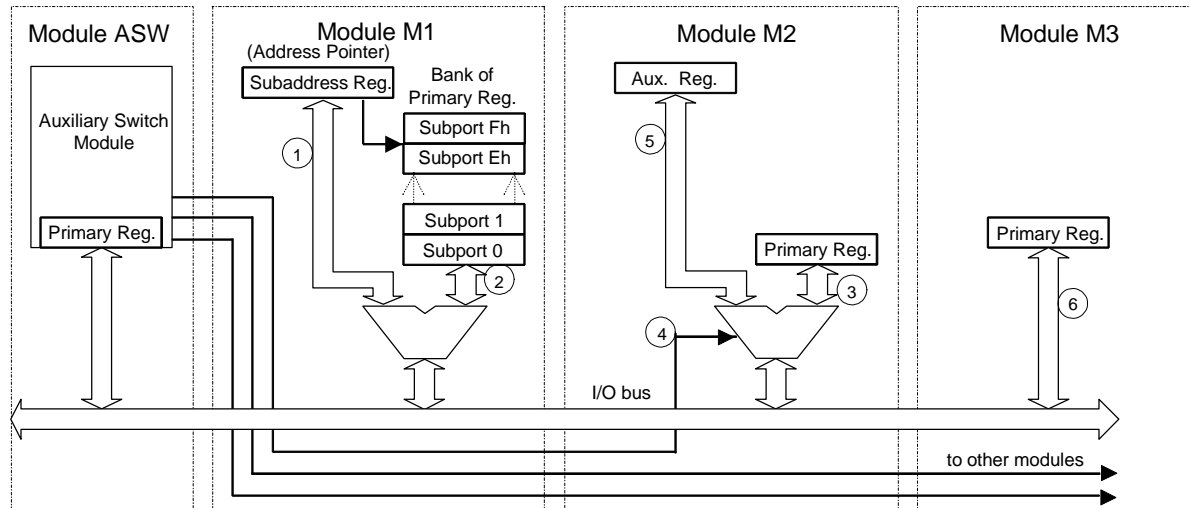 Module ASW
Auxiliary Switch
Module
Primary Reg.
Module M1
(Address Pointer)
Subaddress Reg.
Bank of
Primary Reg.
Subport Fh
Subport Eh
Subport 1
Subport 0
1
2
Module M2
Aux. Reg.
5
Primary Reg.
3
4
I/O bus
Module M3
Primary Reg.
6
to other modules